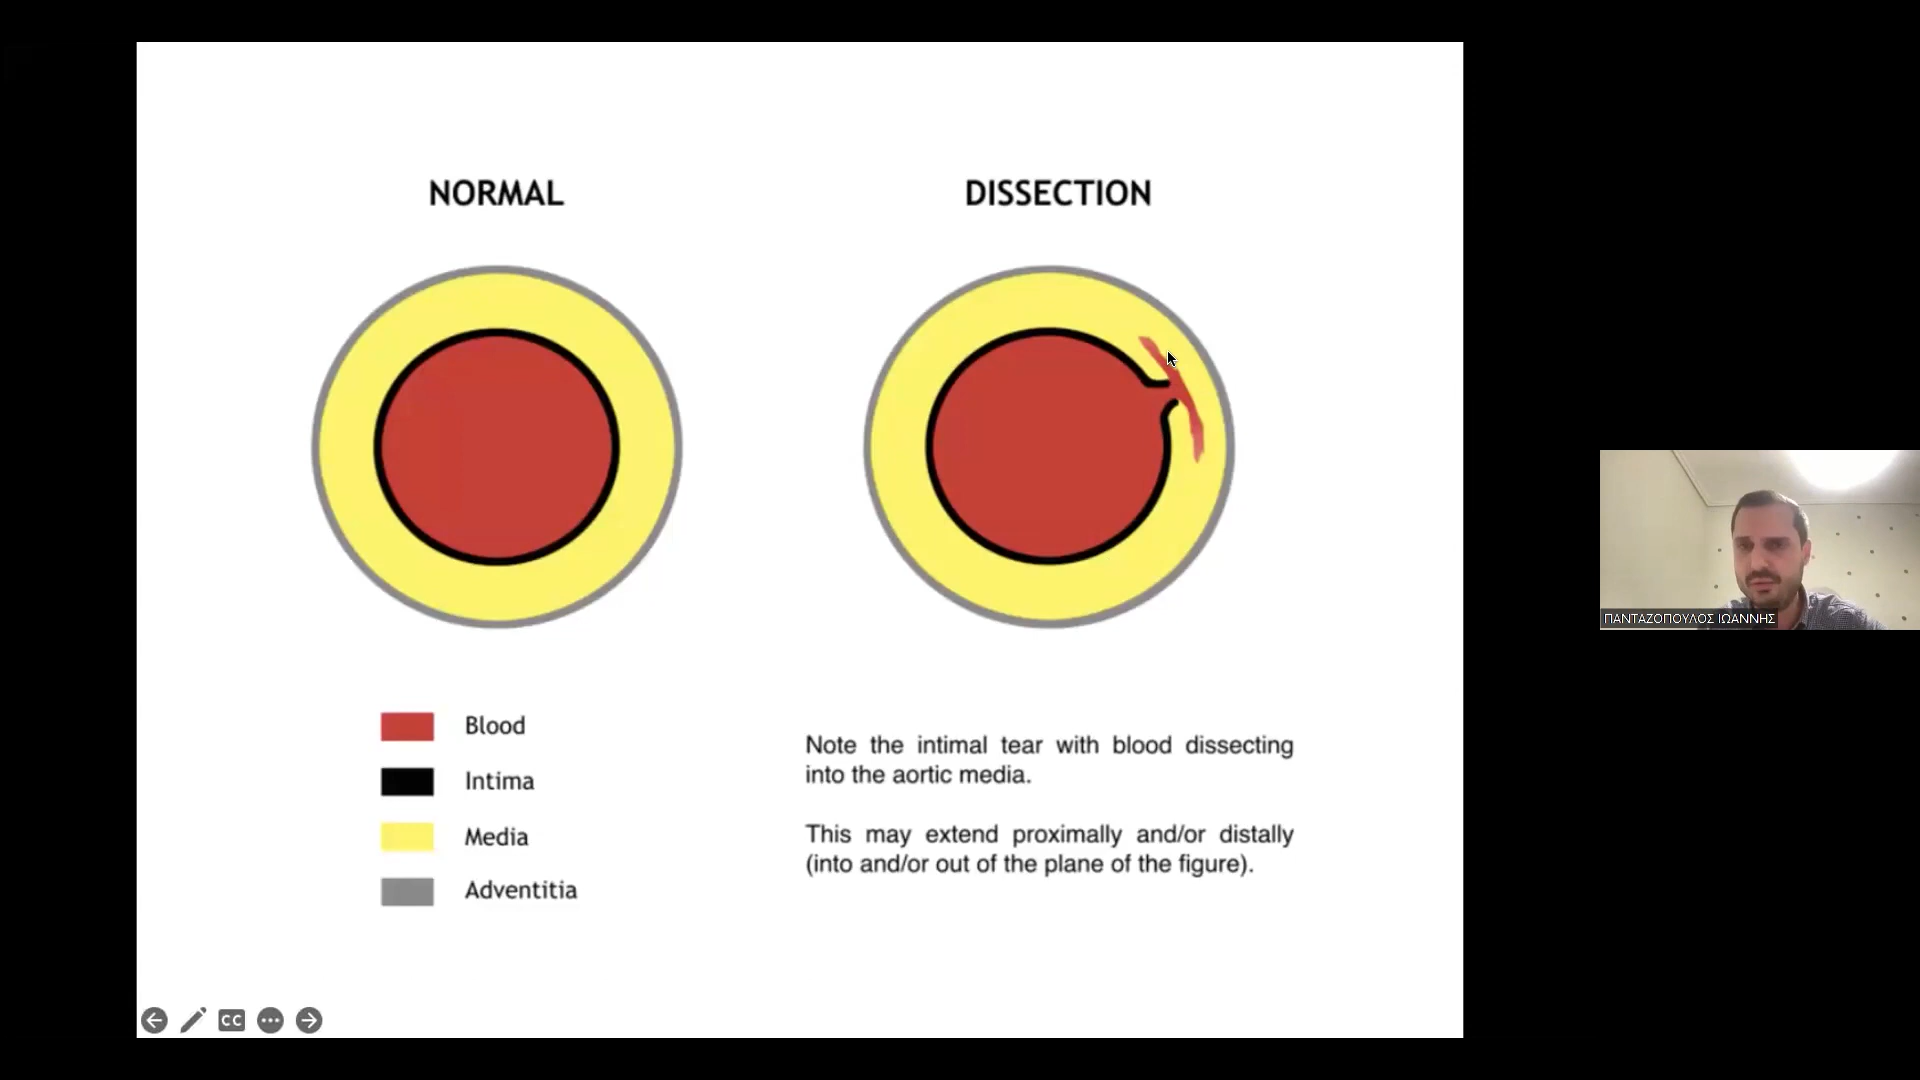 NORMAL
DISSECTION
Blood
Intima
Media
Adventitia
Note the intimal tear with blood dissecting
into the aortic media.
This may extend proximally and/or distally
(into and/or out of the plane of the figure).
CC
ΠΑΝΤΑΖΟΠΟΥΛΟΣ ΙΩΑΝΝΗΣ